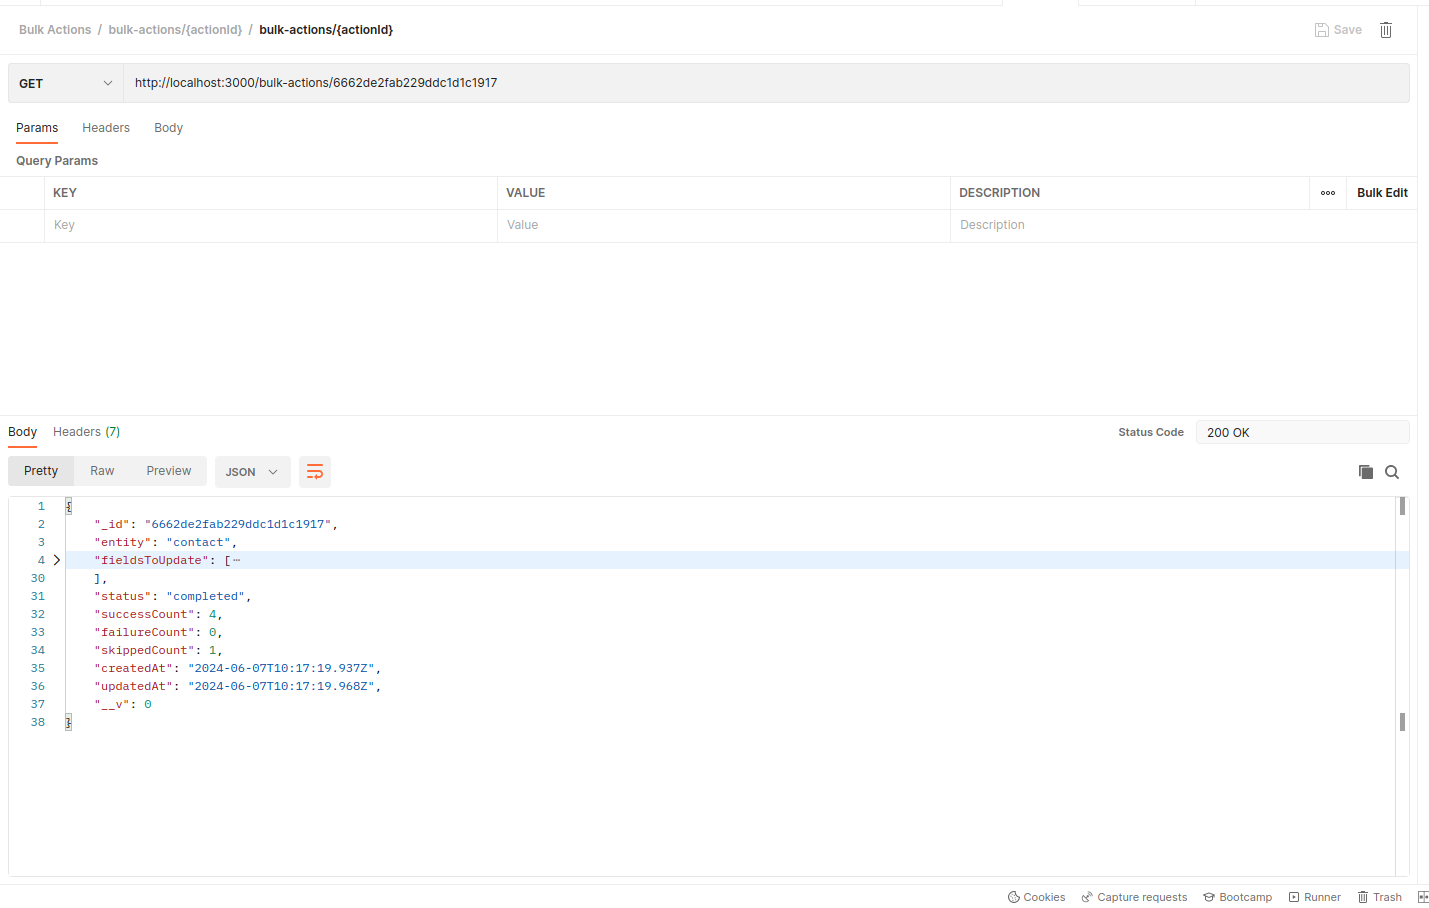 Bulk Actions / bulk-actions/{actionId} / bulk-actions/{actionId}
Save
GET http://localhost:3000/bulk-actions/6662de2fab229ddc1d1c1917
Params Headers Body
Query Params
KEY VALUE DESCRIPTION Bulk Edit
Key Value Description
Body Headers (7) Status Code 200 OK
Pretty Raw Preview JSON
1 {
2 "_id": "6662de2fab229ddc1d1c1917",
3 "entity": "contact",
4 "fieldsToUpdate": [⋯
30 ],
31 "status": "completed",
32 "successCount": 4,
33 "failureCount": 0,
34 "skippedCount": 1,
35 "createdAt": "2024-06-07T10:17:19.937Z",
36 "updatedAt": "2024-06-07T10:17:19.968Z",
37 "__v": 0
38 }
Cookies Capture requests Bootcamp Runner Trash